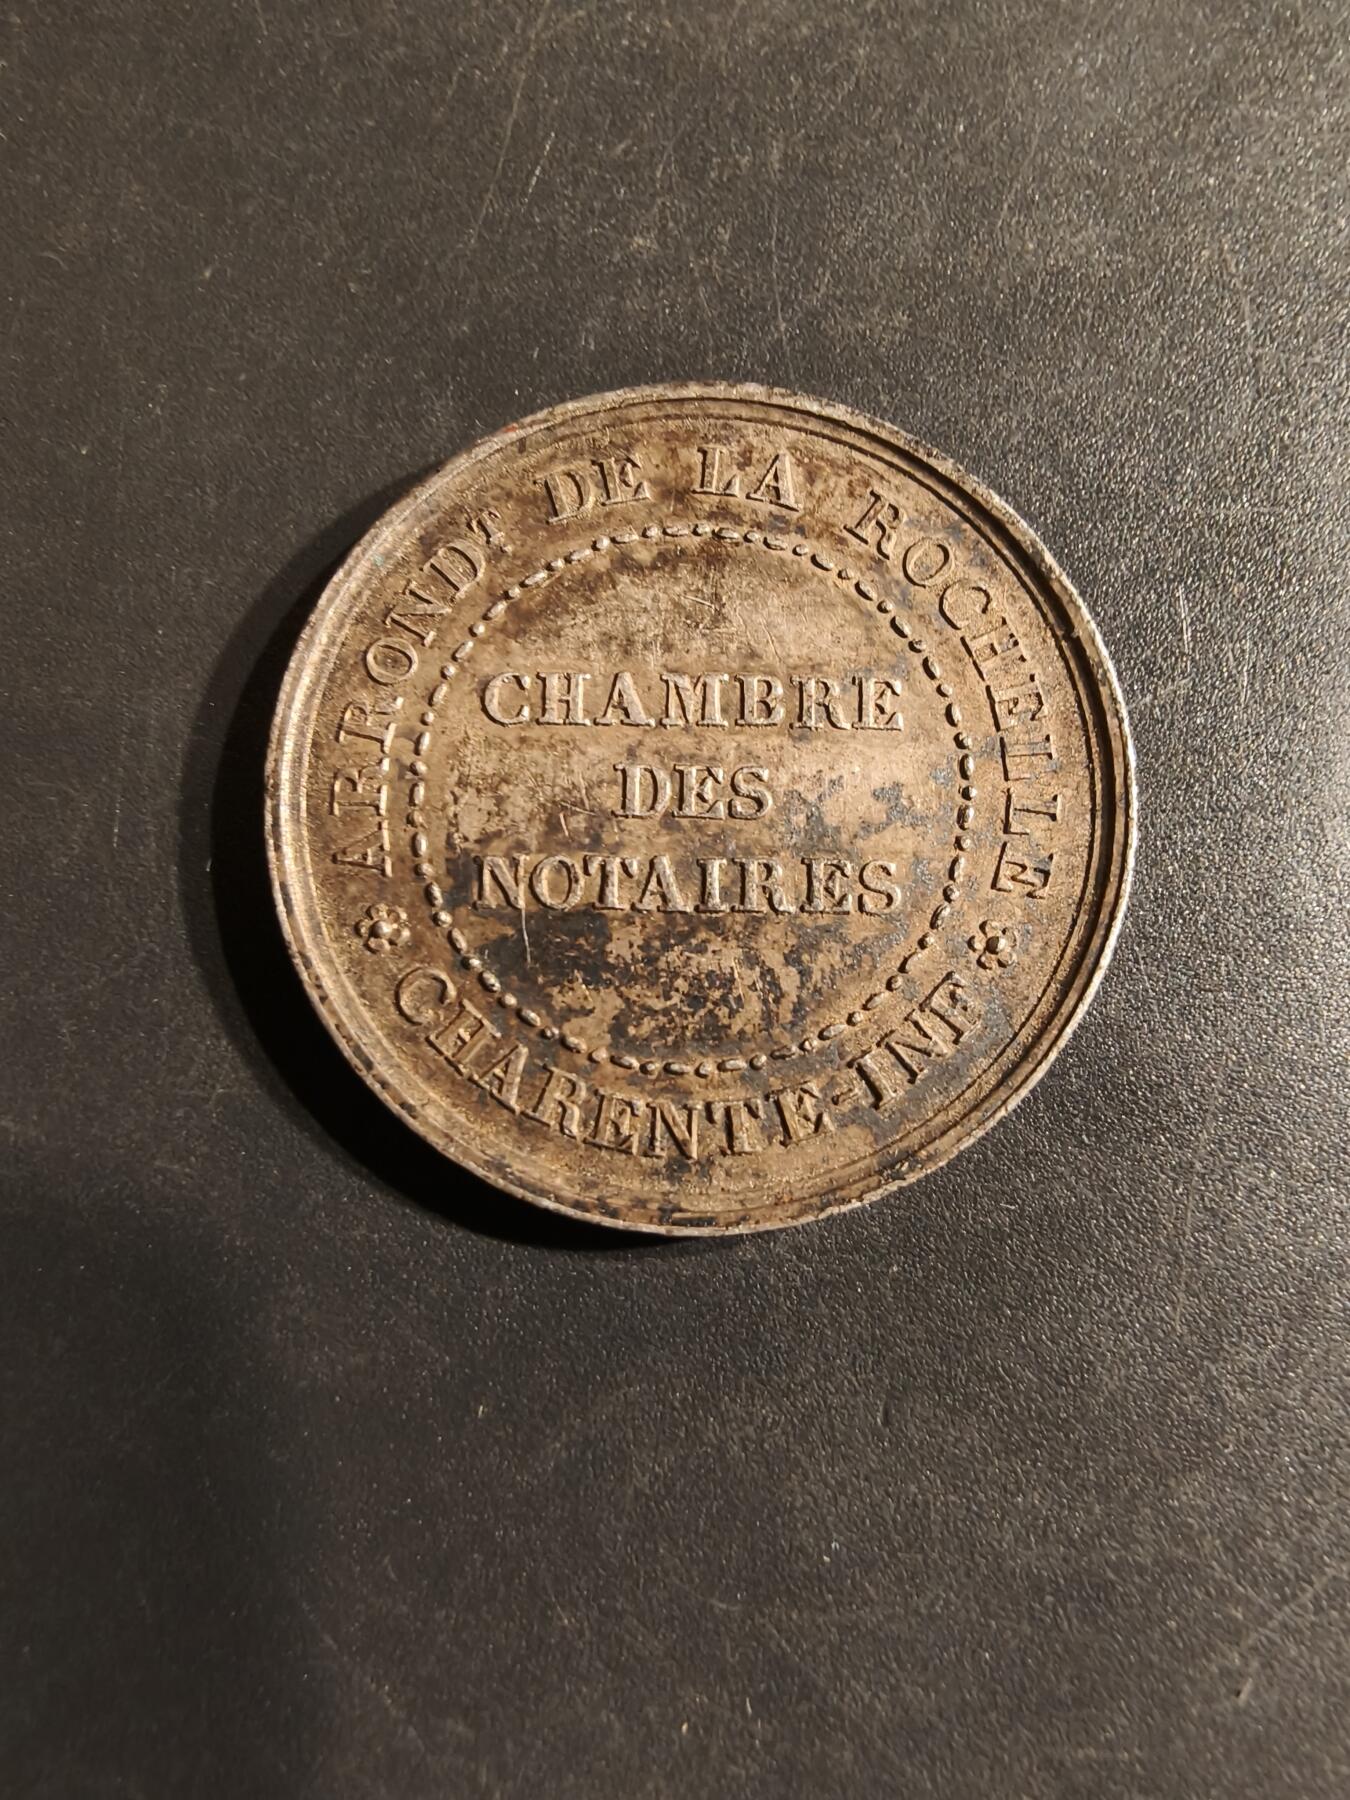 ARRONDT DE LA ROCHELLE
CHAMBRE
DES
NOTAIRES
CHARENTE-INF